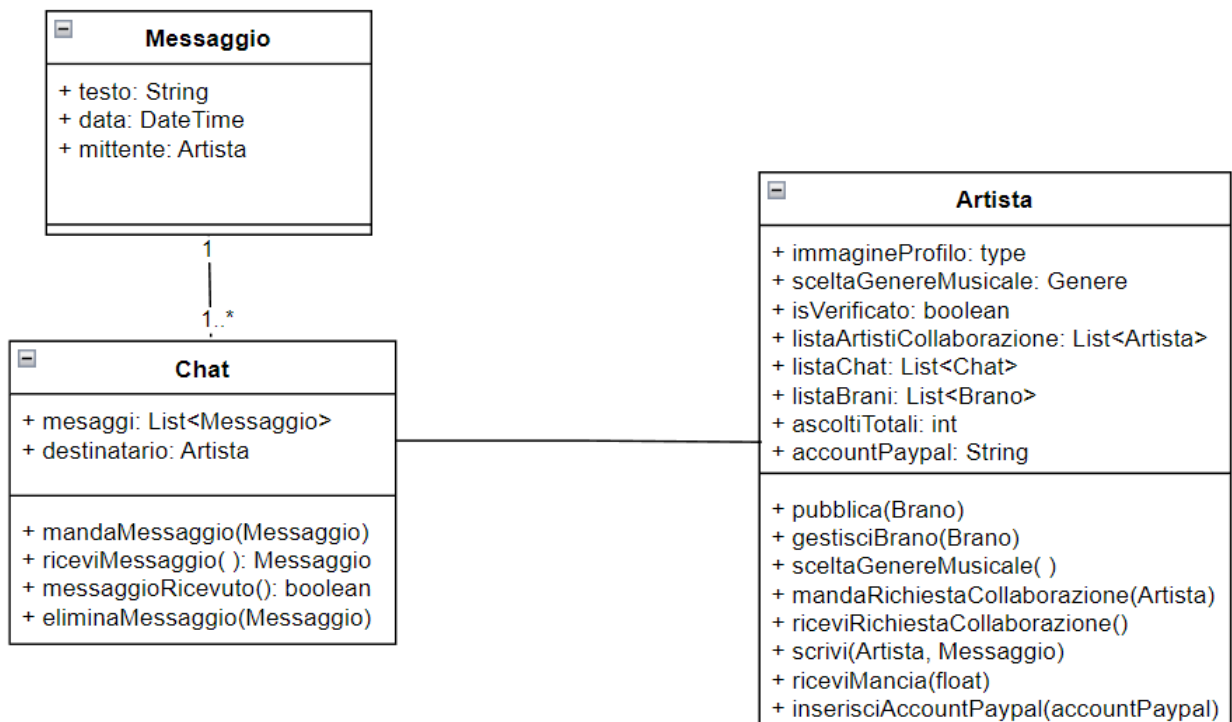 Messaggio
+ testo: String
+ data: DateTime
+ mittente: Artista
1
1..*
Chat
+ mesaggi: List<Messaggio>
+ destinatario: Artista
+ mandaMessaggio(Messaggio)
+ riceviMessaggio( ): Messaggio
+ messaggioRicevuto(): boolean
+ eliminaMessaggio(Messaggio)
Artista
+ immagineProfilo: type
+ sceltaGenereMusicale: Genere
+ isVerificato: boolean
+ listaArtistiCollaborazione: List<Artista>
+ listaChat: List<Chat>
+ listaBrani: List<Brano>
+ ascoltiTotali: int
+ accountPaypal: String
+ pubblica(Brano)
+ gestisciBrano(Brano)
+ sceltaGenereMusicale( )
+ mandaRichiestaCollaborazione(Artista)
+ riceviRichiestaCollaborazione()
+ scrivi(Artista, Messaggio)
+ riceviMancia(float)
+ inserisciAccountPaypal(accountPaypal)